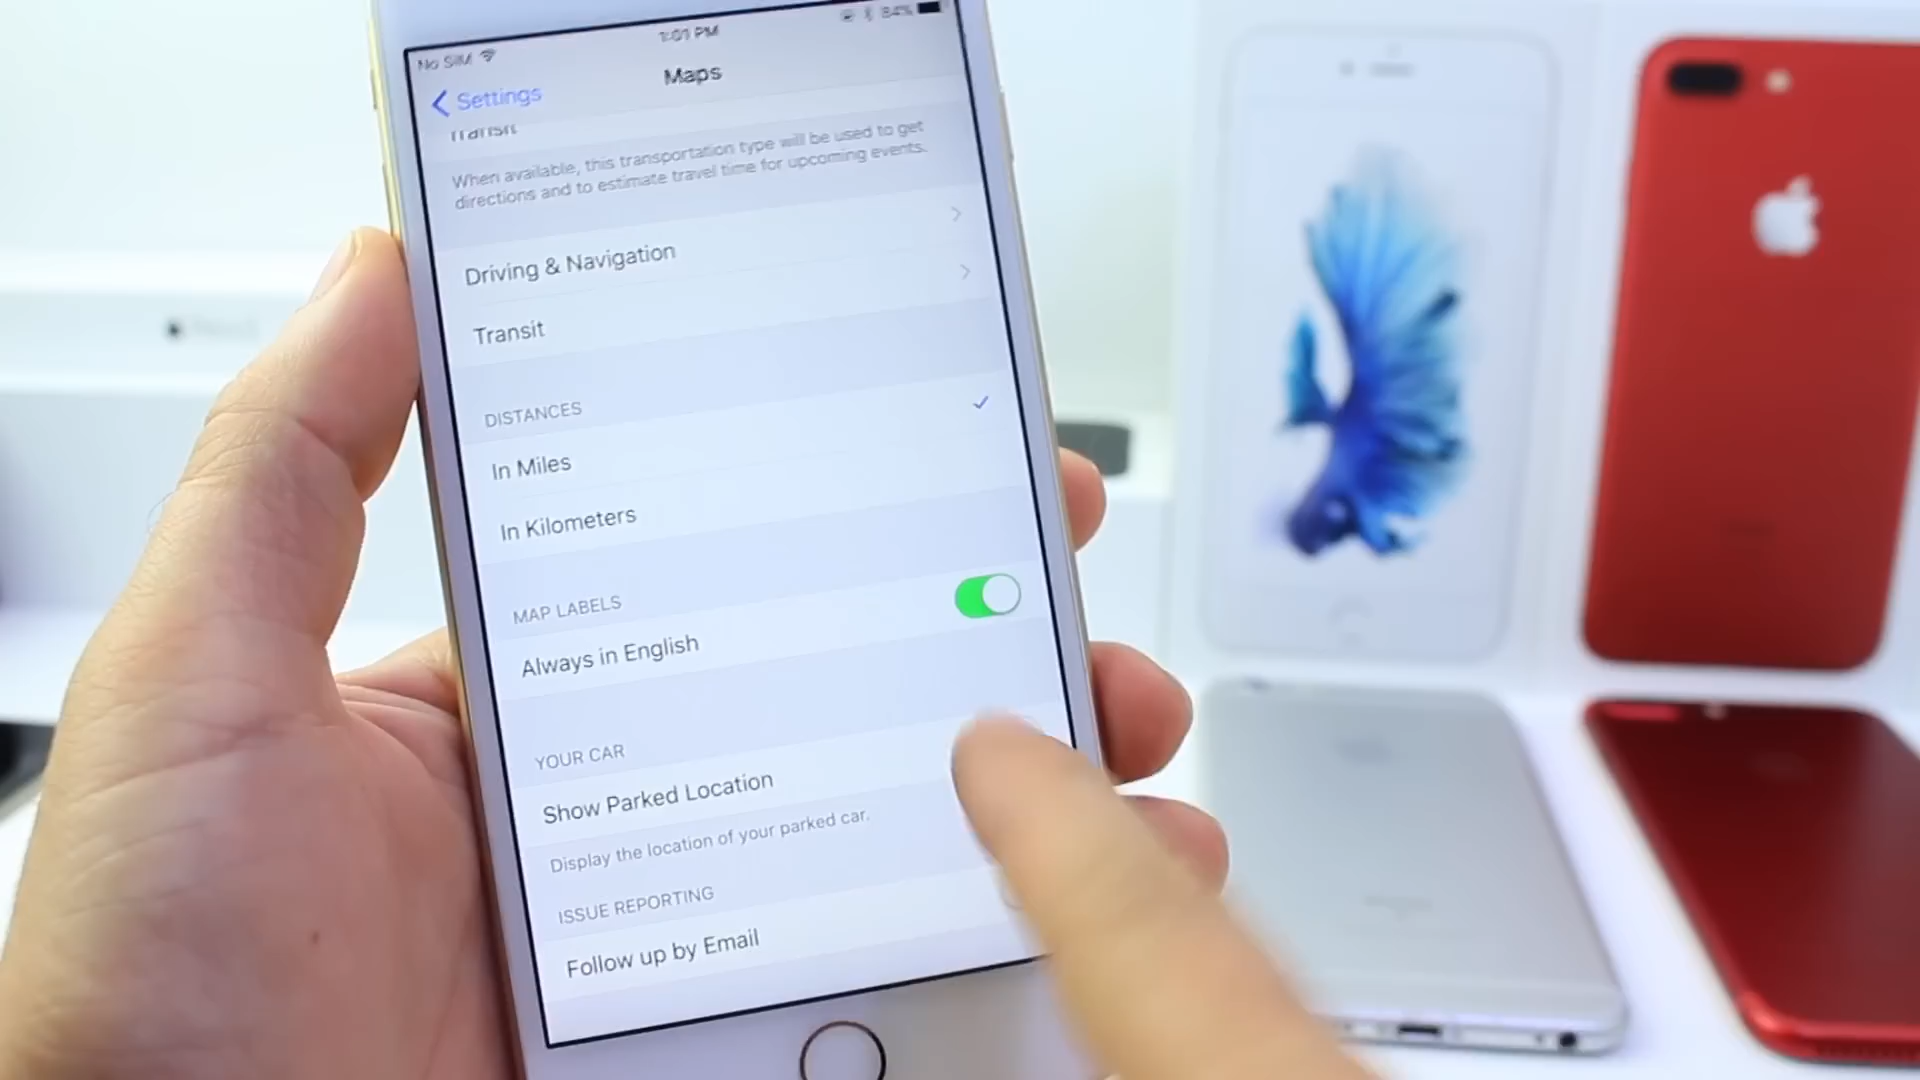 No SIM
1:01 PM
84%
Settings
Maps
Transit
When available, this transportation type will be used to get
directions and to estimate travel time for upcoming events.
Driving & Navigation
Transit
DISTANCES
In Miles
In Kilometers
MAP LABELS
Always in English
YOUR CAR
Show Parked Location
Display the location of your parked car.
ISSUE REPORTING
Follow up by Email